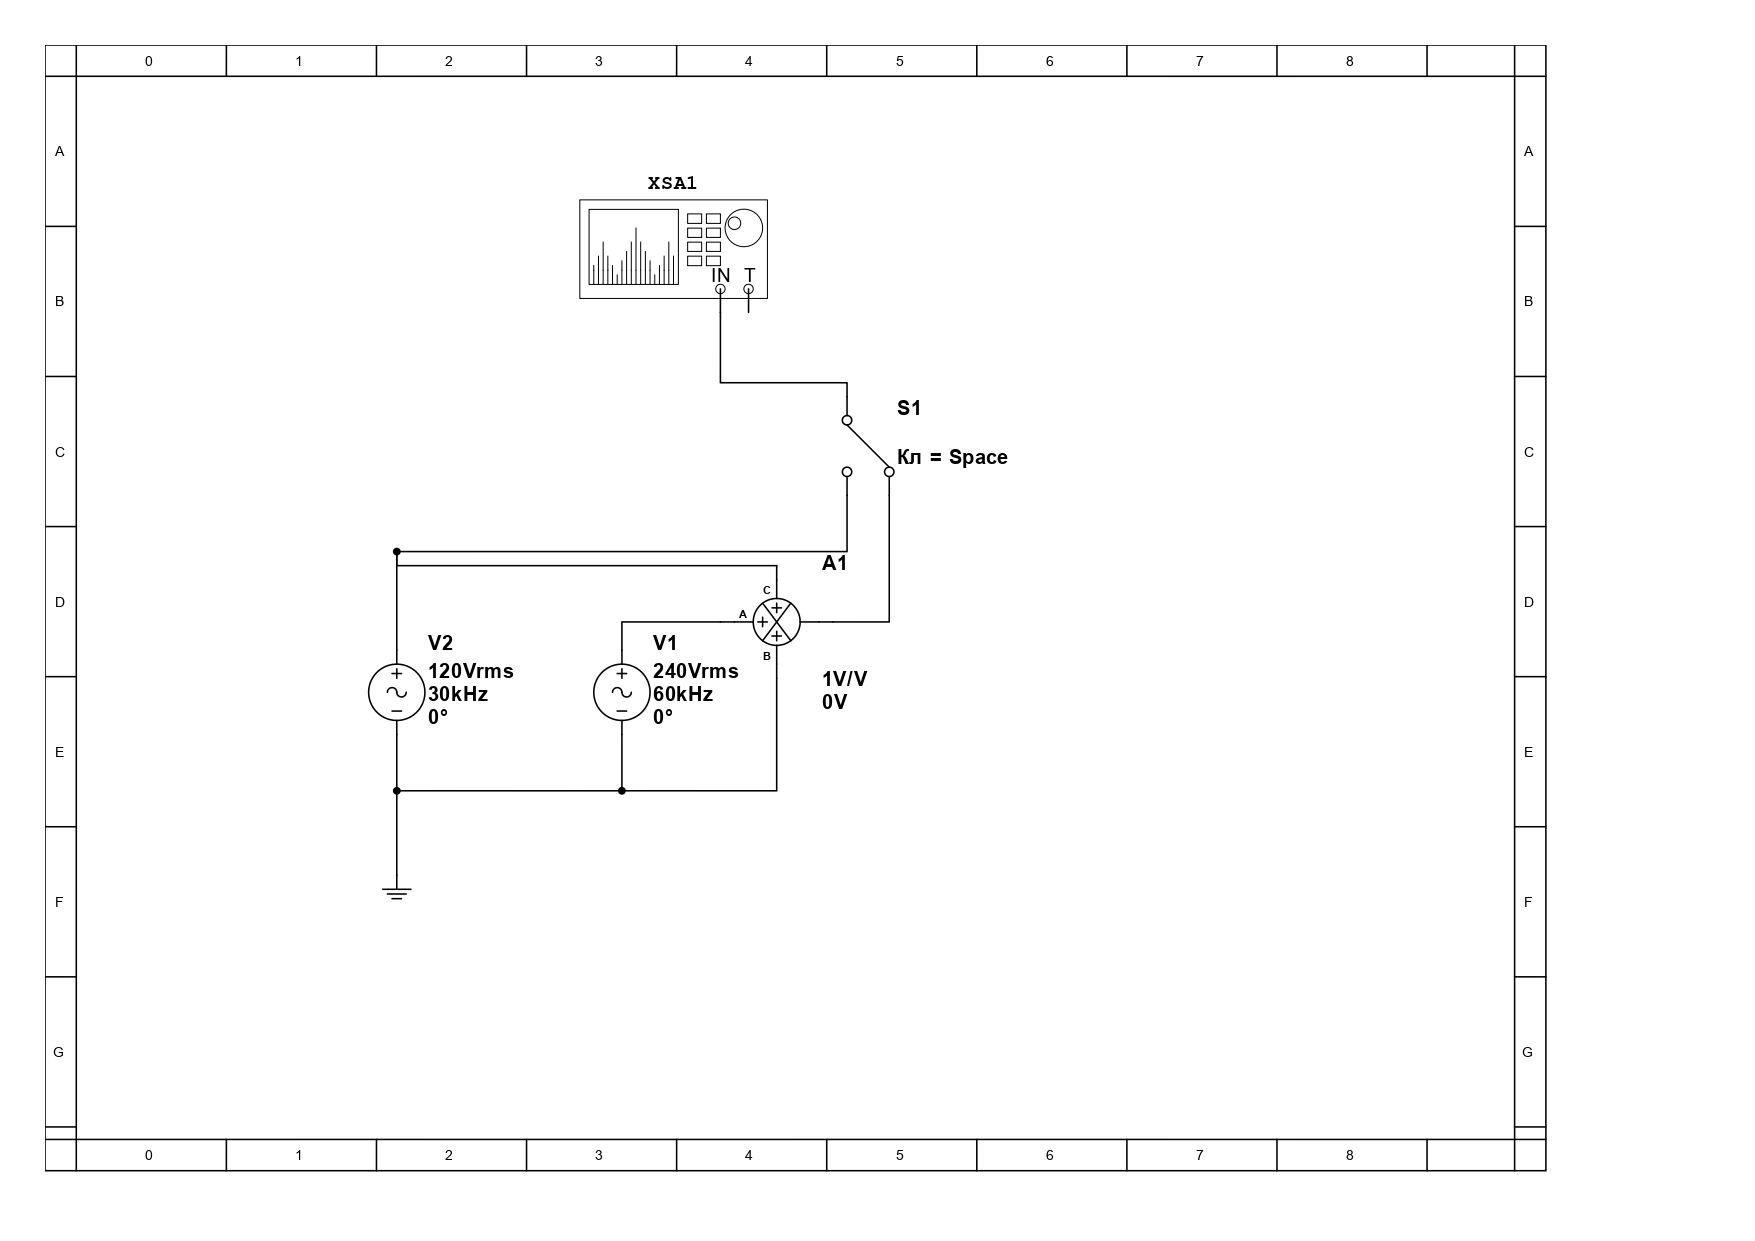 0 1 2 3 4 5 6 7 8
A A
XSA1
IN T
B B
S1
C Кл = Space C
A1
C
D A D
V2 V1
B
120Vrms 240Vrms 1V/V
30kHz 60kHz 0V
0° 0°
E E
F F
G G
0 1 2 3 4 5 6 7 8